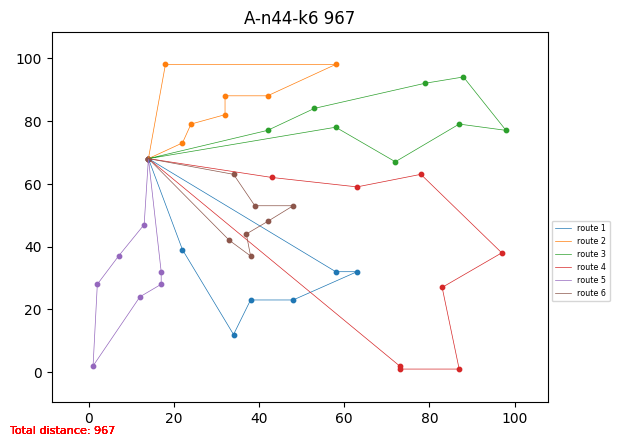 A-n44-k6 967
100
80
60
40
20
0
0 20 40 60 80 100
route 1
route 2
route 3
route 4
route 5
route 6
Total distance: 967